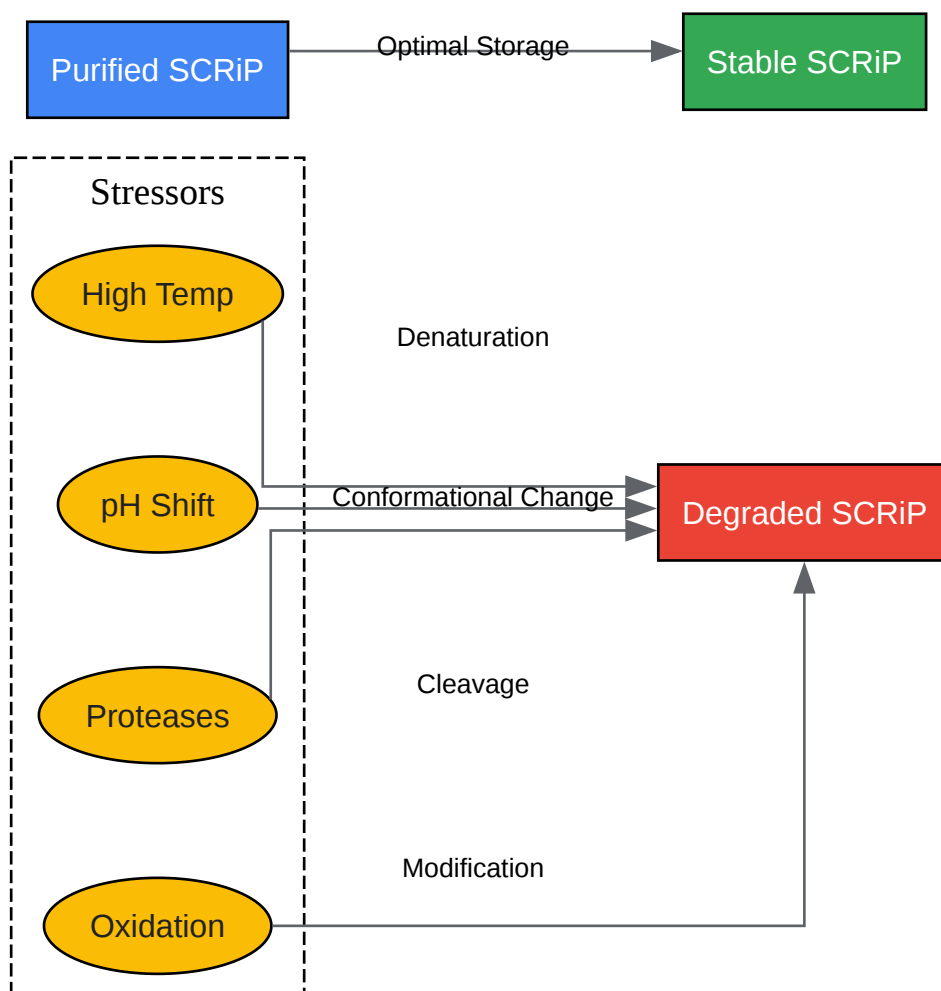 Purified SCRiP
Optimal Storage
Stable SCRiP
Stressors
High Temp
Denaturation
pH Shift
Conformational Change
Degraded SCRiP
Proteases
Cleavage
Modification
Oxidation